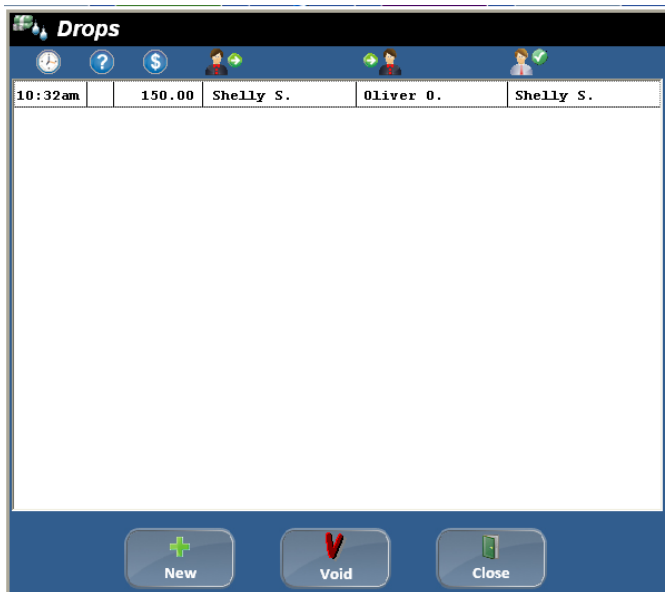 Drops
? $
10:32am 150.00 Shelly S. Oliver O. Shelly S.
V
New Void Close